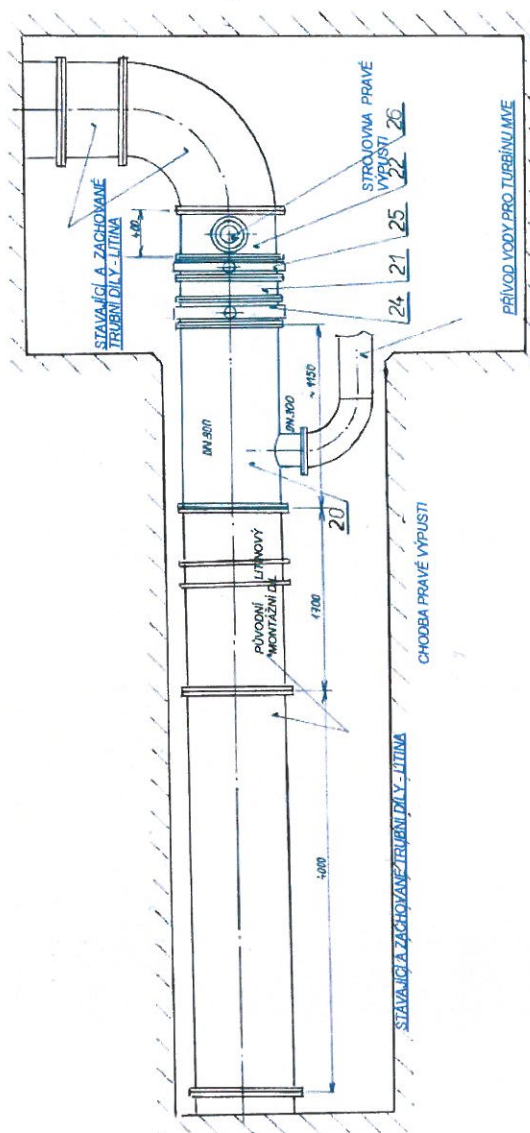 STÁVAJÍCÍ A ZACHOVANÉ
TRUBNÍ DÍLY - LITINA
400
STROJOVNA PRAVÉ
VÝPUSTI
26
22
25
21
24
PŘÍVOD VODY PRO TURBÍNU MVE
DN 900
DN 300
~ 1150
20
PŮVODNÍ LITINOVÝ
MONTÁŽNÍ DÍL
1700
CHODBA PRAVÉ VÝPUSTI
4000
STÁVAJÍCÍ A ZACHOVANÉ TRUBNÍ DÍLY - LITINA